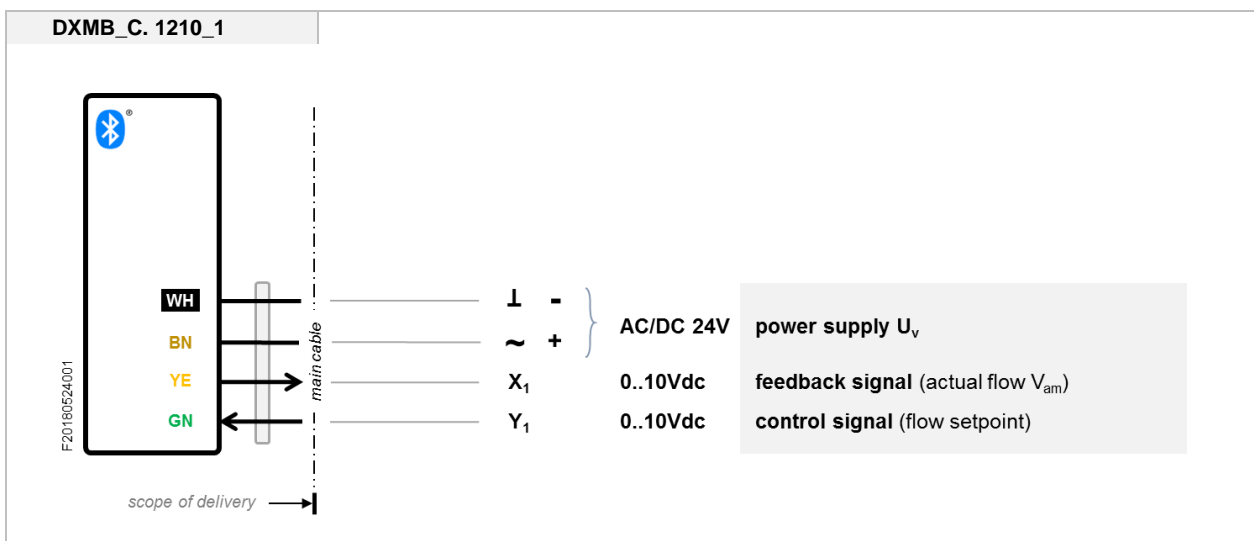 DXMB_C. 1210_1
®
WH ⊥ - AC/DC 24V power supply Uv
BN ~ +
YE X1 0..10Vdc feedback signal (actual flow Vam)
GN Y1 0..10Vdc control signal (flow setpoint)
main cable
F20180524001
scope of delivery